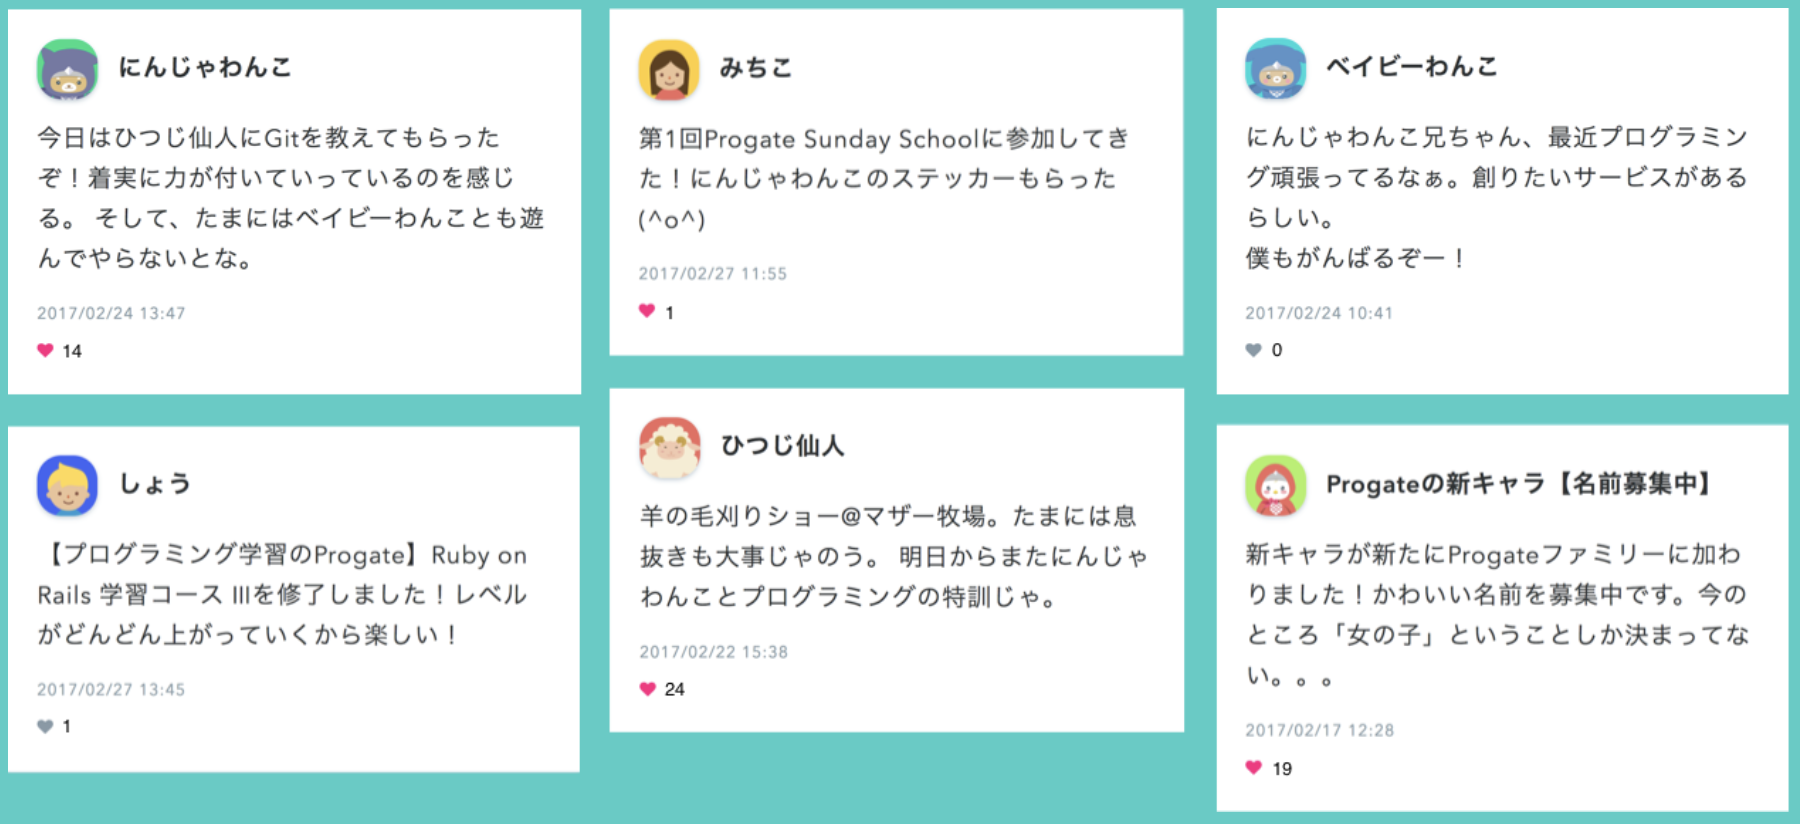 にんじゃわんこ
今日はひつじ仙人にGitを教えてもらった
ぞ！着実に力が付いていっているのを感じ
る。 そして、たまにはベイビーわんことも遊
んでやらないとな。
2017/02/24 13:47
14
しょう
【プログラミング学習のProgate】Ruby on
Rails 学習コース Ⅲを修了しました！レベル
がどんどん上がっていくから楽しい！
2017/02/27 13:45
1
みちこ
第1回Progate Sunday Schoolに参加してき
た！にんじゃわんこのステッカーもらった
(^o^)
2017/02/27 11:55
1
ひつじ仙人
羊の毛刈りショー@マザー牧場。たまには息
抜きも大事じゃのう。 明日からまたにんじゃ
わんことプログラミングの特訓じゃ。
2017/02/22 15:38
24
ベイビーわんこ
にんじゃわんこ兄ちゃん、最近プログラミン
グ頑張ってるなぁ。創りたいサービスがある
らしい。
僕もがんばるぞー！
2017/02/24 10:41
0
Progateの新キャラ【名前募集中】
新キャラが新たにProgateファミリーに加わ
りました！かわいい名前を募集中です。今の
ところ「女の子」ということしか決まってな
い。。。
2017/02/17 12:28
19